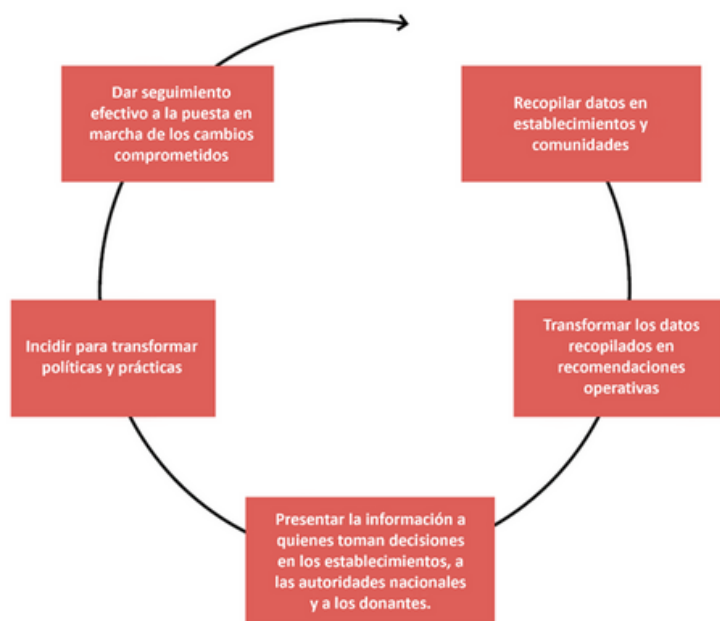 Dar seguimiento
efectivo a la puesta en
marcha de los cambios
comprometidos
Recopilar datos en
establecimientos y
comunidades
Incidir para transformar
políticas y prácticas
Transformar los datos
recopilados en
recomendaciones
operativas
Presentar la información a
quienes toman decisiones
en los establecimientos, a
las autoridades nacionales
y a los donantes.